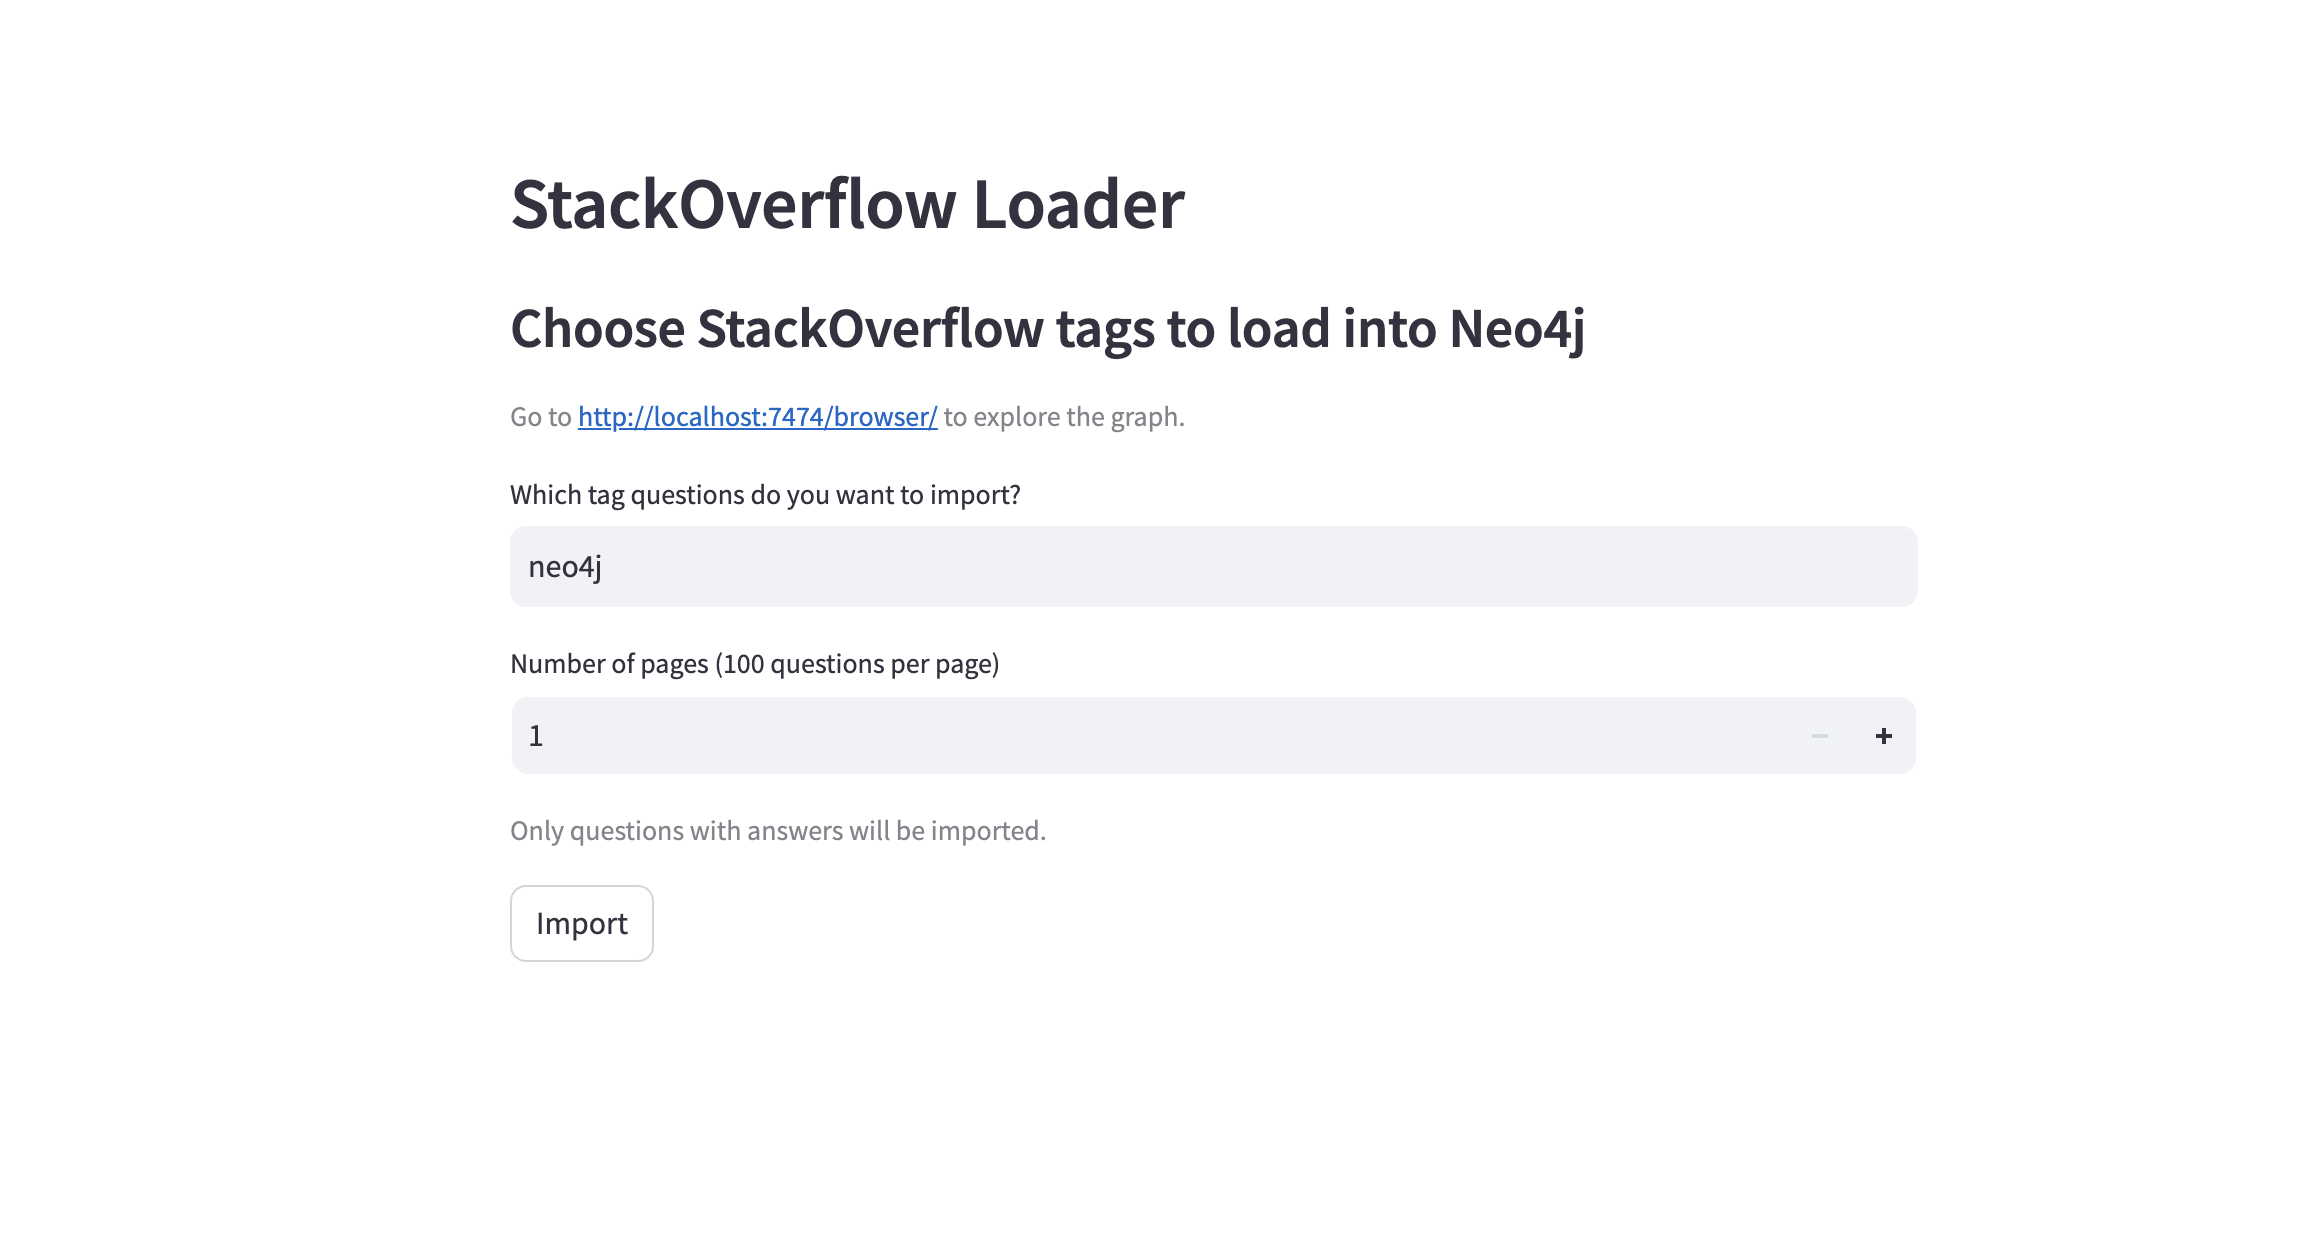 StackOverflow Loader
Choose StackOverflow tags to load into Neo4j
Go to http://localhost:7474/browser/ to explore the graph.
Which tag questions do you want to import?
neo4j
Number of pages (100 questions per page)
1 − +
Only questions with answers will be imported.
Import